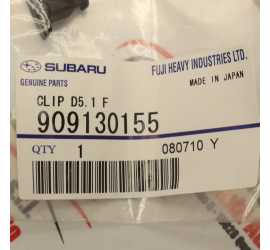 SUBARU
FUJI HEAVY INDUSTRIES LTD.
GENUINE PARTS
MADE IN JAPAN
CLIP D5.1 F
909130155
QTY 1 080710 Y